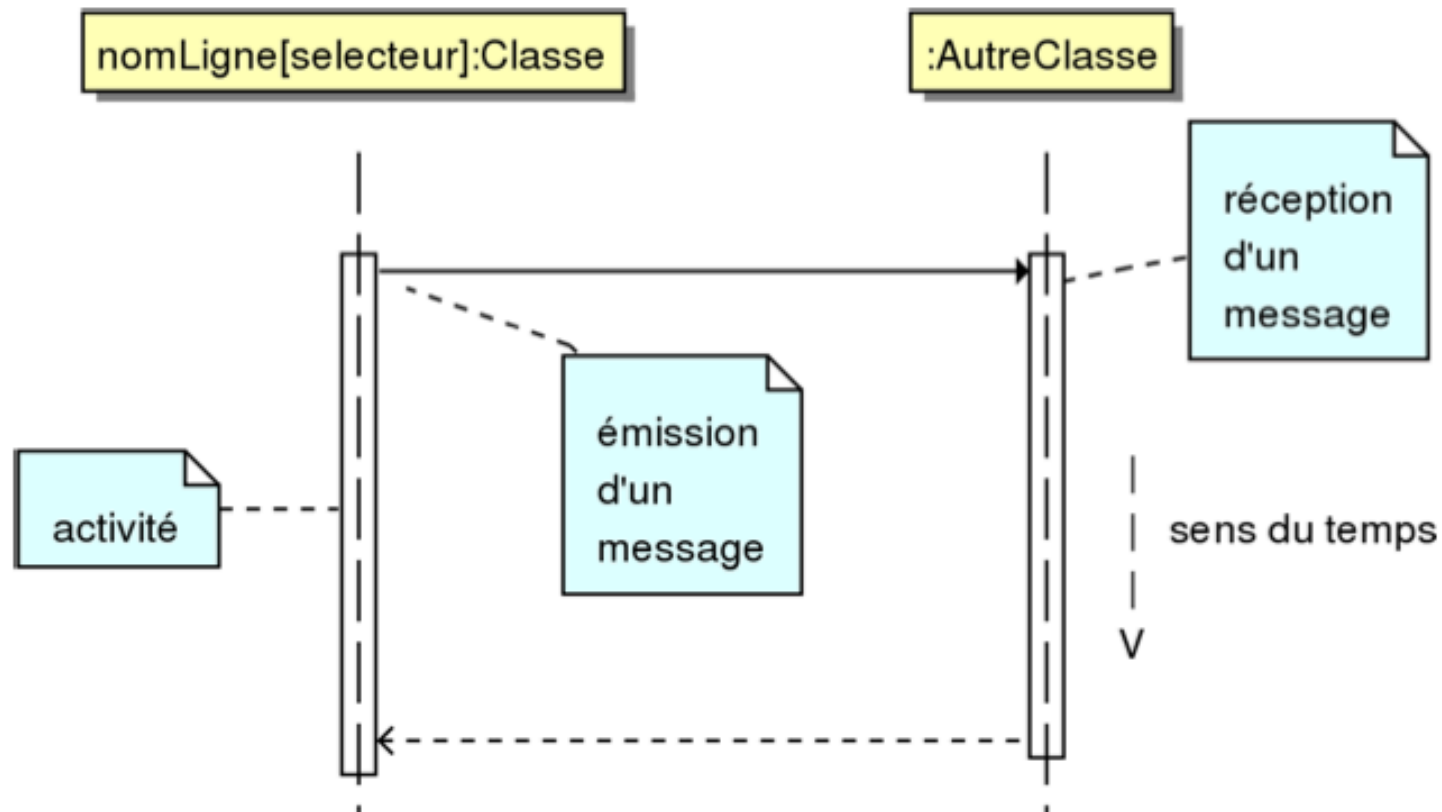 nomLigne[selecteur]:Classe
:AutreClasse
réception
d'un
message
émission
d'un
message
activité
sens du temps
V